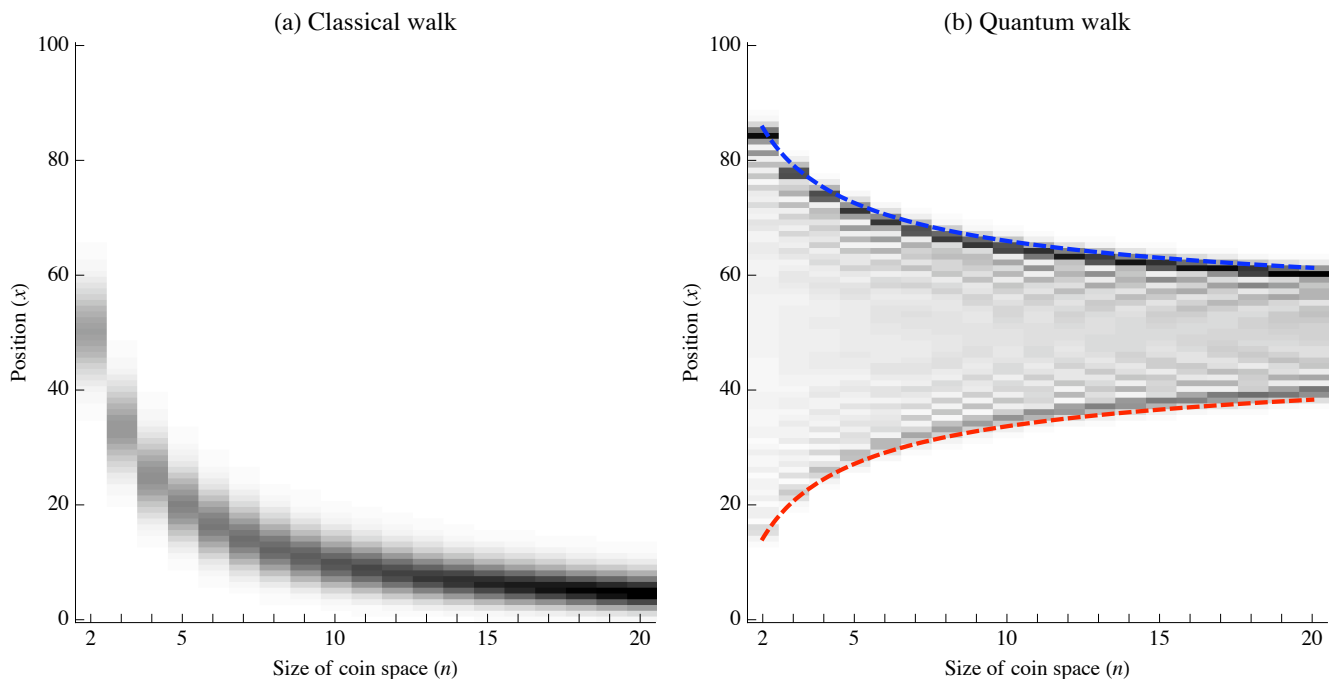 (a) Classical walk
100
80
60
40
20
0
Position (x)
2 5 10 15 20
Size of coin space (n)
(b) Quantum walk
100
80
60
40
20
0
Position (x)
2 5 10 15 20
Size of coin space (n)